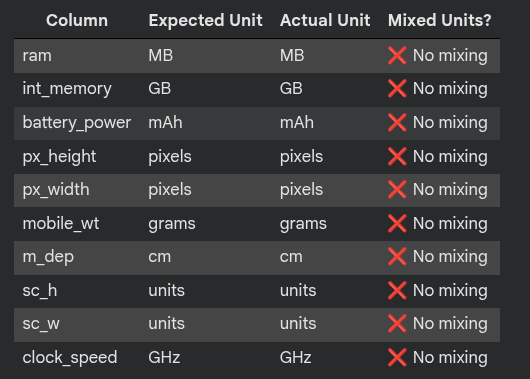 Column Expected Unit Actual Unit Mixed Units?
ram MB MB ❌ No mixing
int_memory GB GB ❌ No mixing
battery_power mAh mAh ❌ No mixing
px_height pixels pixels ❌ No mixing
px_width pixels pixels ❌ No mixing
mobile_wt grams grams ❌ No mixing
m_dep cm cm ❌ No mixing
sc_h units units ❌ No mixing
sc_w units units ❌ No mixing
clock_speed GHz GHz ❌ No mixing